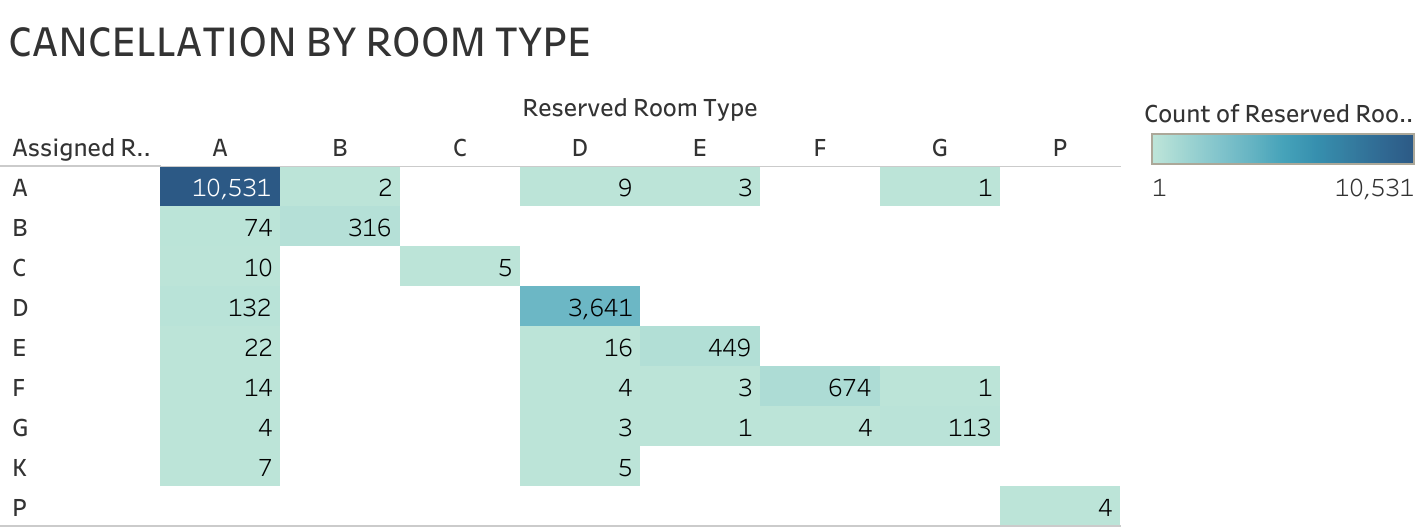 CANCELLATION BY ROOM TYPE
Reserved Room Type
Count of Reserved Roo..
Assigned R.. A B C D E F G P
1 10,531
A 10,531 2 9 3 1
B 74 316
C 10 5
D 132 3,641
E 22 16 449
F 14 4 3 674 1
G 4 3 1 4 113
K 7 5
P 4